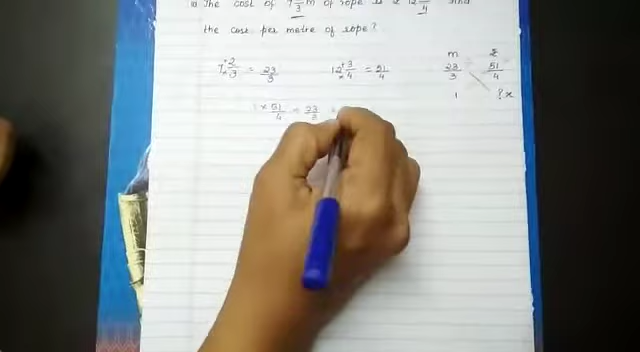 The cost of 7 2/3 m of rope is ₹ 12 3/4 Find
the cost per metre of rope?
7 2/3 = 23/3 12 3/4 = 51/4
m ₹
23/3 51/4
1 ? x
1 × 51/4 = 23/3 =